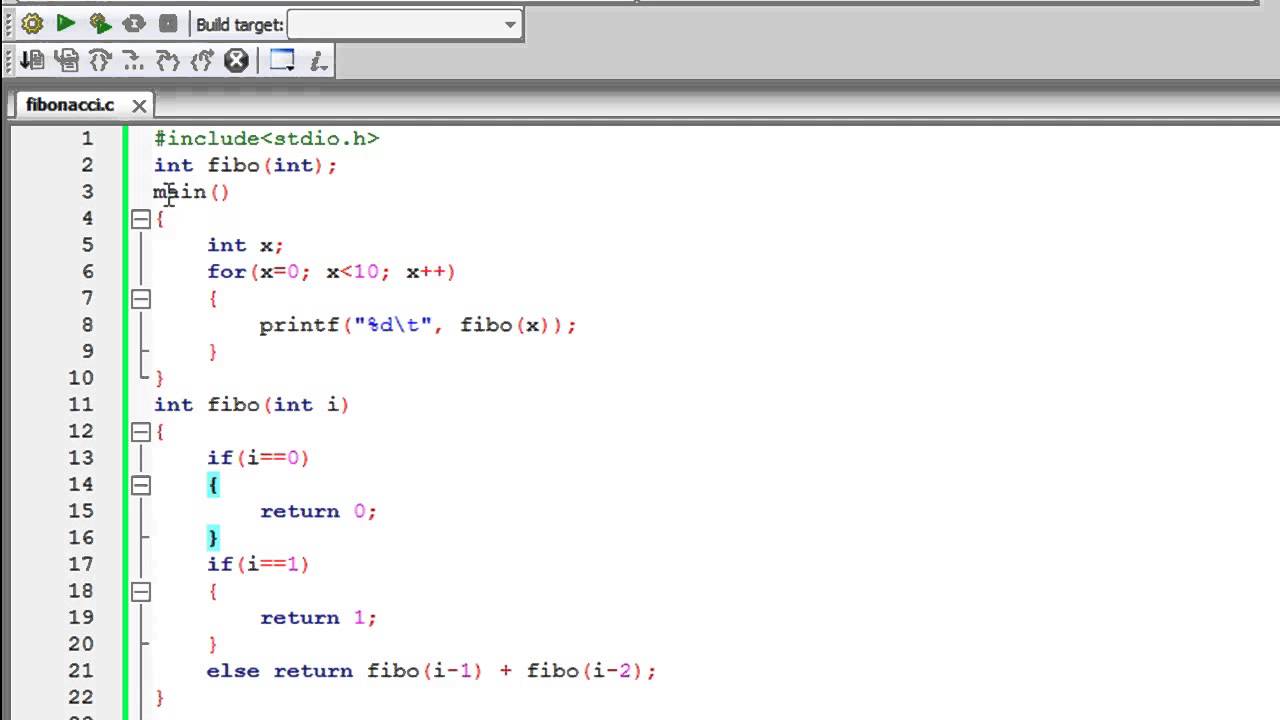 Build target:
fibonacci.c
1 #include<stdio.h>
2 int fibo(int);
3 main()
4 {
5 int x;
6 for(x=0; x<10; x++)
7 {
8 printf("%d\t", fibo(x));
9 }
10 }
11 int fibo(int i)
12 {
13 if(i==0)
14 {
15 return 0;
16 }
17 if(i==1)
18 {
19 return 1;
20 }
21 else return fibo(i-1) + fibo(i-2);
22 }